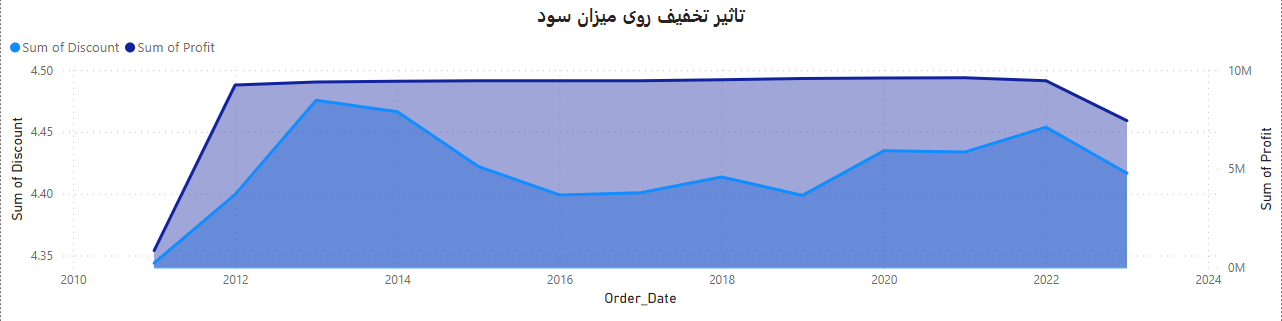 تاثیر تخفیف روی میزان سود
Sum of Discount Sum of Profit
4.50
4.45
4.40
4.35
Sum of Discount
10M
5M
0M
Sum of Profit
2010 2012 2014 2016 2018 2020 2022 2024
Order_Date